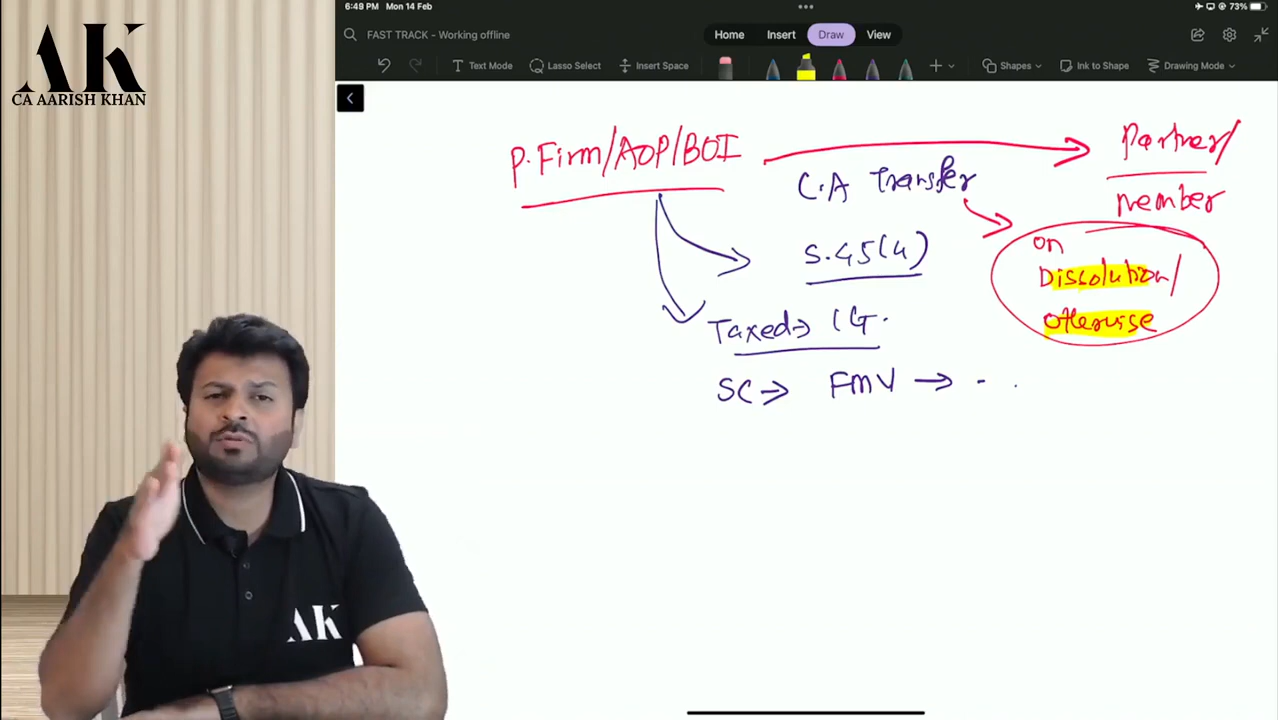 6:49 PM Mon 14 Feb
73%
FAST TRACK - Working offline
Home Insert Draw View
Text Mode Lasso Select Insert Space Shapes Ink to Shape Drawing Mode
AK
CA AARISH KHAN
P.Firm/AOP/BOI
C.A Transfer
Partner/
member
on
Dissolution/
otherwise
S.45(4)
Taxed⇒ CG.
SC⇒ FMV → - .
AK